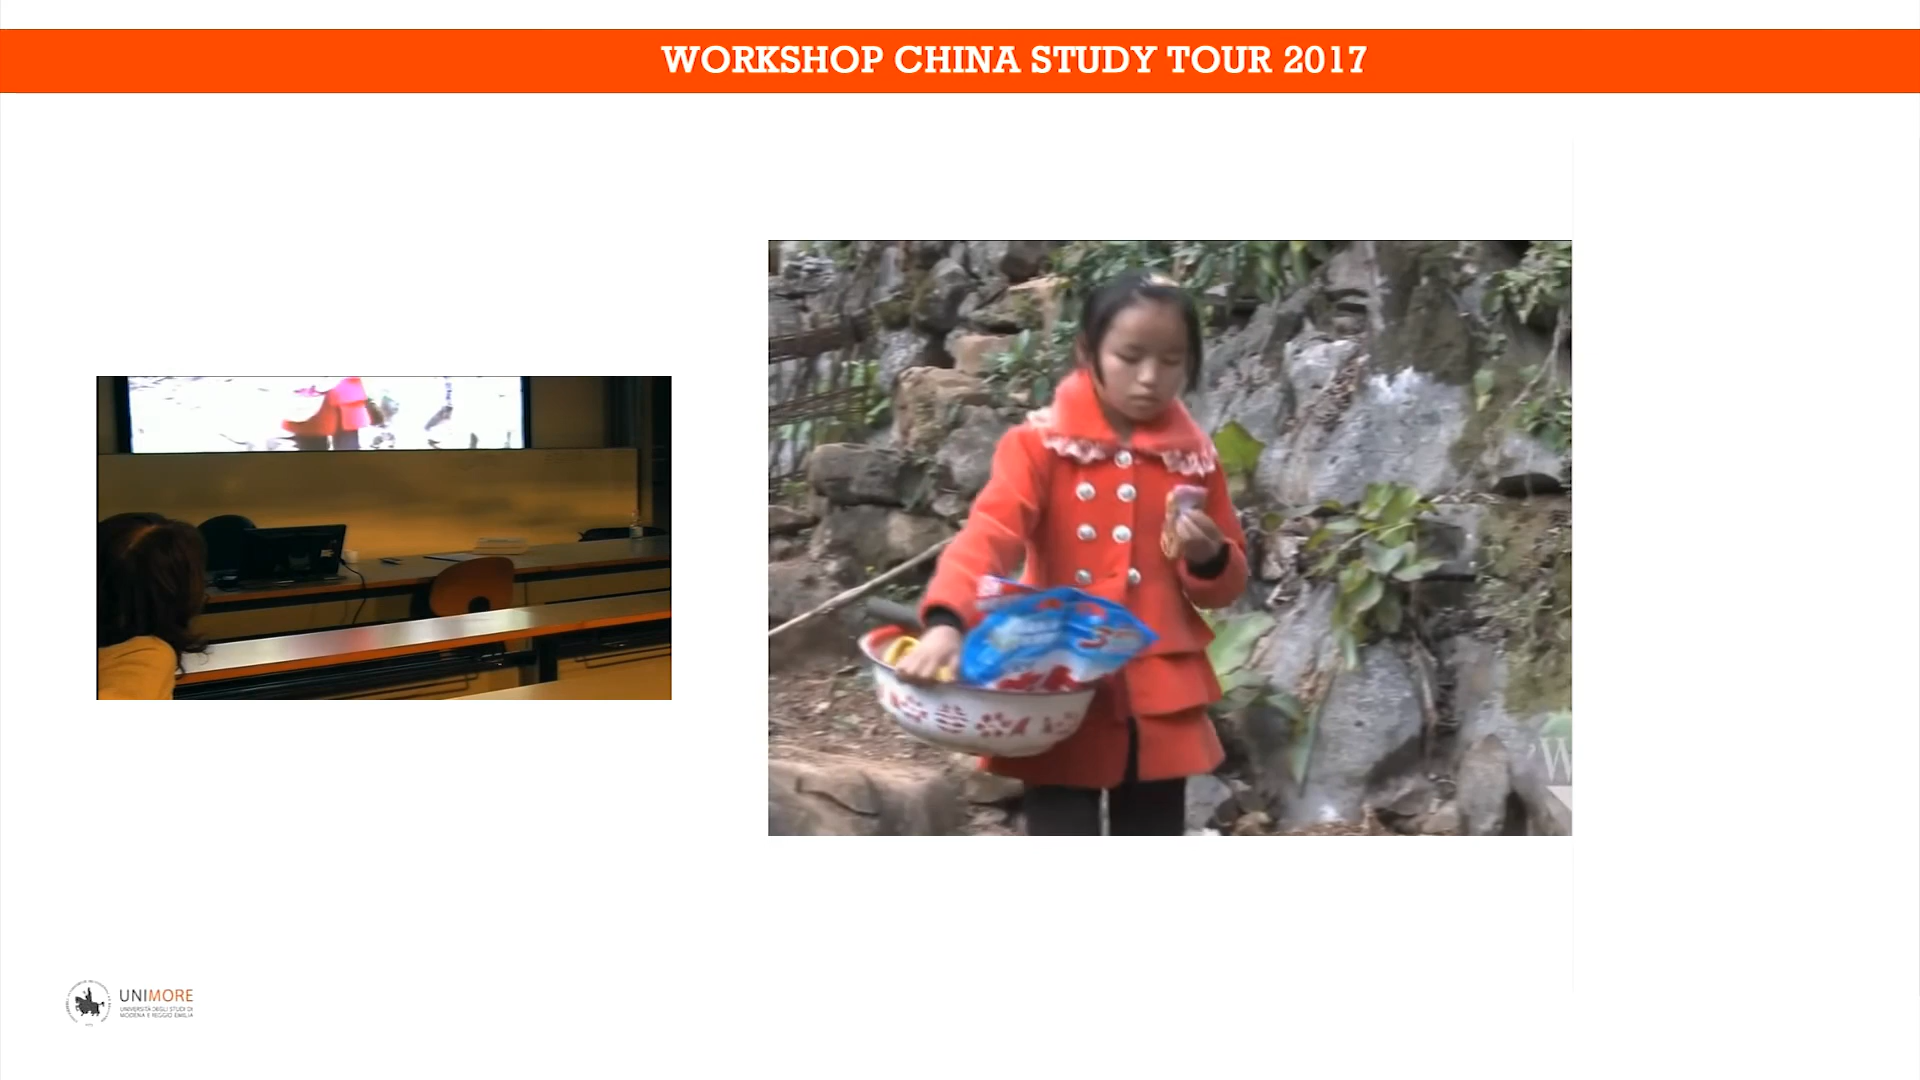 WORKSHOP CHINA STUDY TOUR 2017
UNIMORE
UNIVERSITÀ DEGLI STUDI DI
MODENA E REGGIO EMILIA